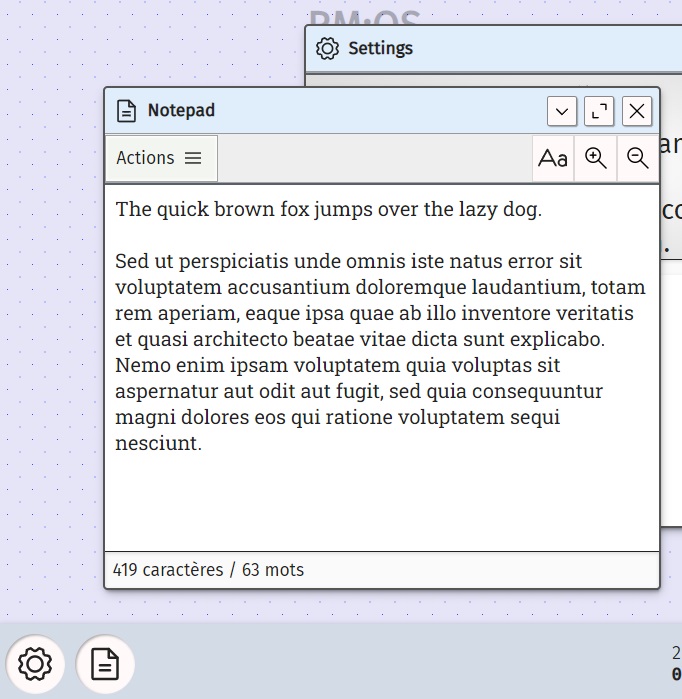 RM·OS
Settings
Notepad
Actions
Aa
The quick brown fox jumps over the lazy dog.
Sed ut perspiciatis unde omnis iste natus error sit
voluptatem accusantium doloremque laudantium, totam
rem aperiam, eaque ipsa quae ab illo inventore veritatis
et quasi architecto beatae vitae dicta sunt explicabo.
Nemo enim ipsam voluptatem quia voluptas sit
aspernatur aut odit aut fugit, sed quia consequuntur
magni dolores eos qui ratione voluptatem sequi
nesciunt.
419 caractères / 63 mots